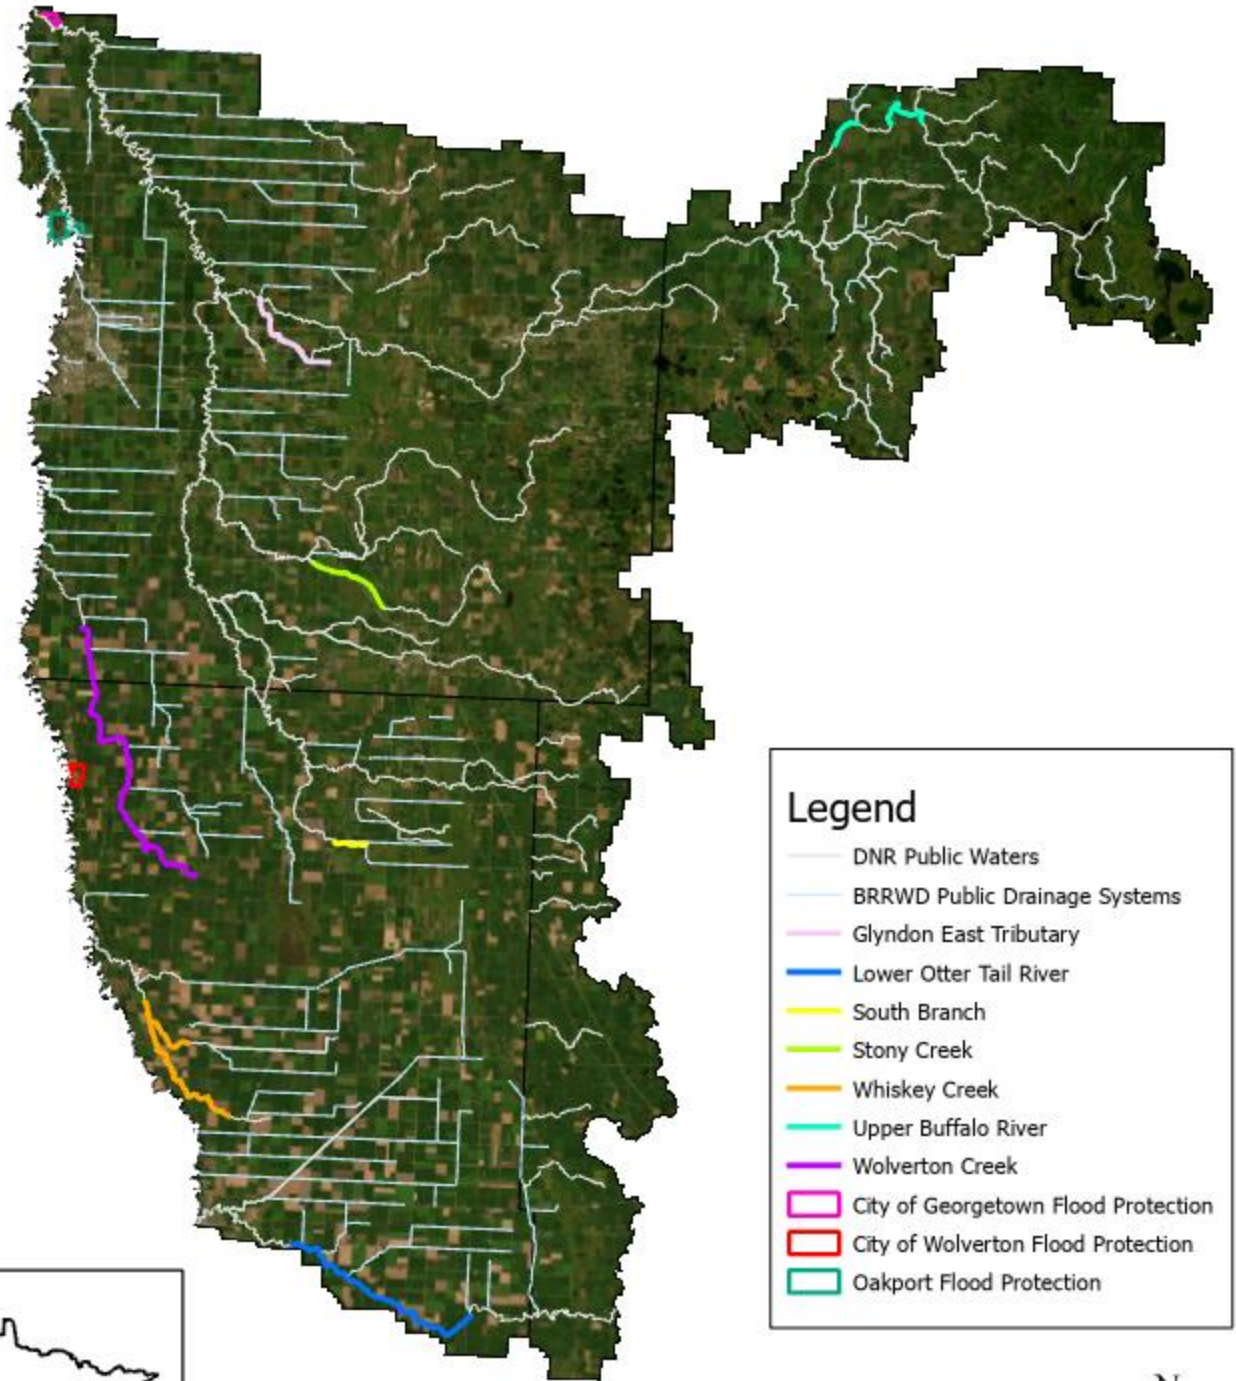 Legend
DNR Public Waters
BRRWD Public Drainage Systems
Glyndon East Tributary
Lower Otter Tail River
South Branch
Stony Creek
Whiskey Creek
Upper Buffalo River
Wolverton Creek
City of Georgetown Flood Protection
City of Wolverton Flood Protection
Oakport Flood Protection
N